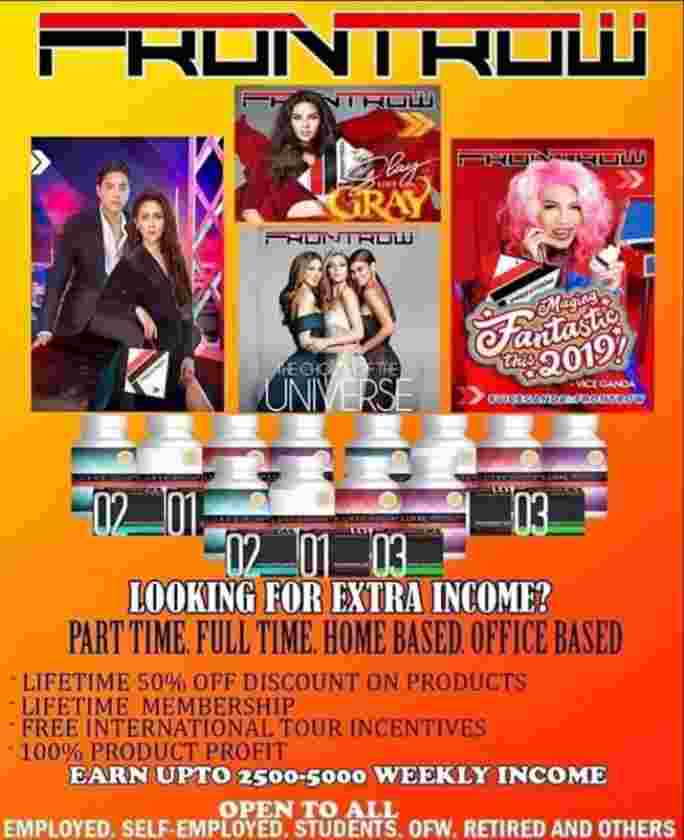 FRONTROW
FRONTROW
Slay
LIKE
GRAY
FRONTROW
THE CHOICE OF THE
UNIVERSE
FRONTROW
Maging
Fantastic
this 2019!
- VICE GANDA
#VICEGANDA
FRONTROW
02 01 03
02 01 03
LOOKING FOR EXTRA INCOME?
PART TIME. FULL TIME. HOME BASED. OFFICE BASED
- LIFETIME 50% OFF DISCOUNT ON PRODUCTS
- LIFETIME MEMBERSHIP
- FREE INTERNATIONAL TOUR INCENTIVES
- 100% PRODUCT PROFIT
EARN UPTO 2500-5000 WEEKLY INCOME
OPEN TO ALL
EMPLOYED. SELF-EMPLOYED. STUDENTS. OFW. RETIRED AND OTHERS